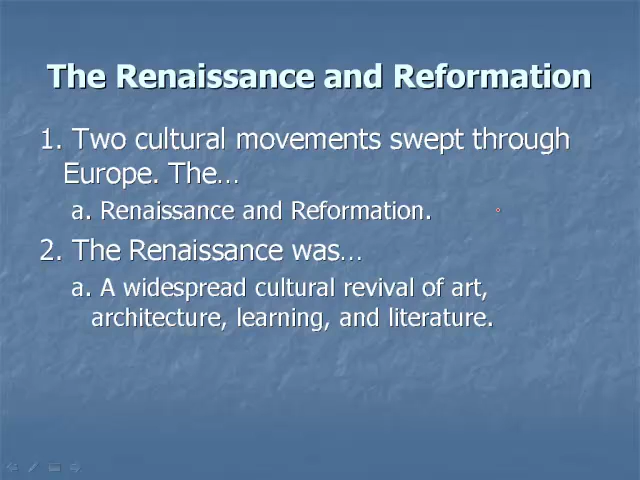 The Renaissance and Reformation
1. Two cultural movements swept through
Europe. The…
a. Renaissance and Reformation.
2. The Renaissance was…
a. A widespread cultural revival of art,
architecture, learning, and literature.